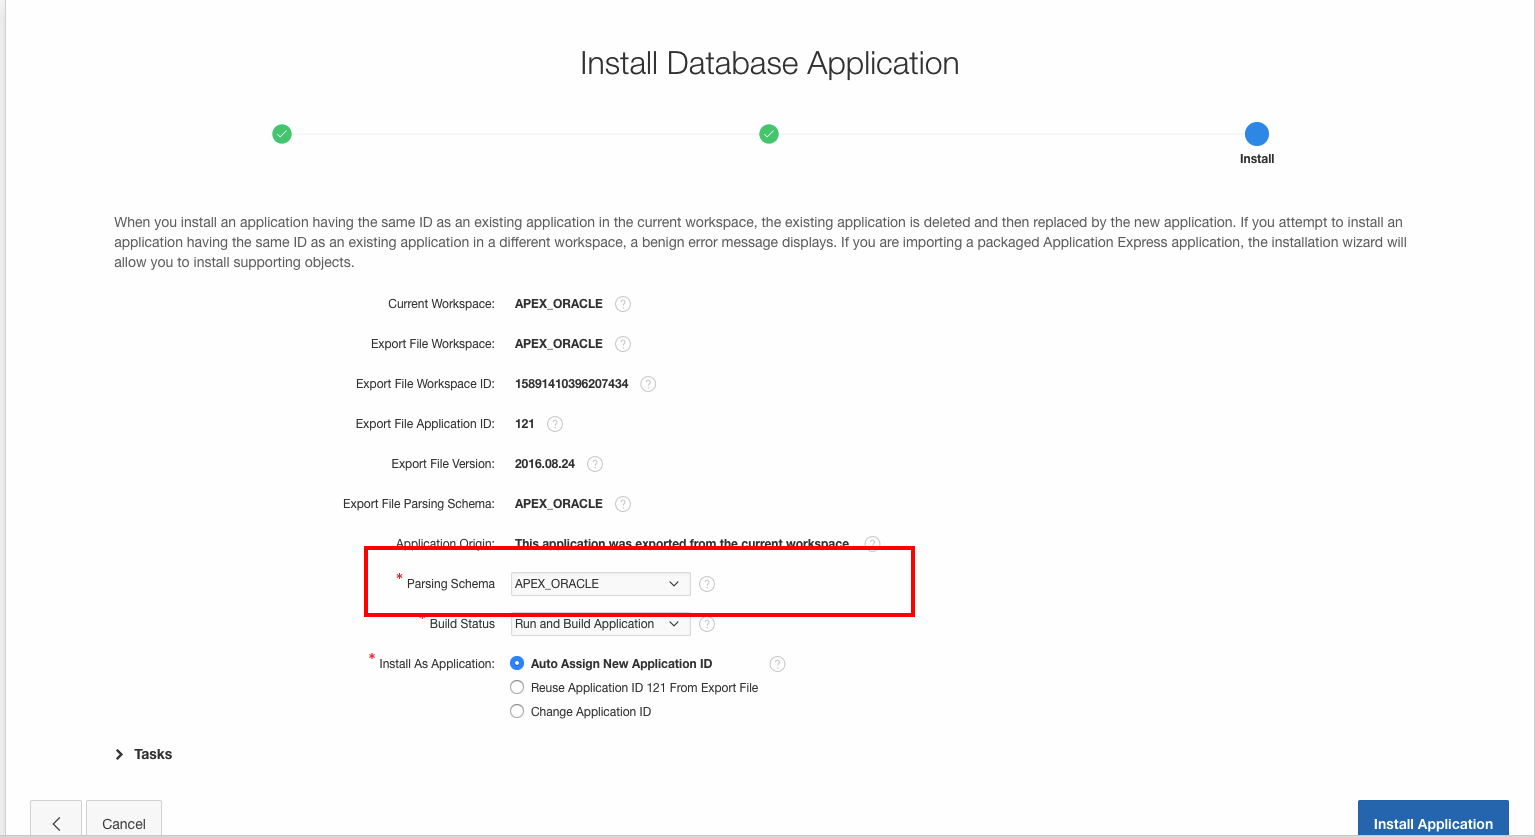 Install Database Application
Install
When you install an application having the same ID as an existing application in the current workspace, the existing application is deleted and then replaced by the new application. If you attempt to install an
application having the same ID as an existing application in a different workspace, a benign error message displays. If you are importing a packaged Application Express application, the installation wizard will
allow you to install supporting objects.
Current Workspace: APEX_ORACLE ?
Export File Workspace: APEX_ORACLE ?
Export File Workspace ID: 15891410396207434 ?
Export File Application ID: 121 ?
Export File Version: 2016.08.24 ?
Export File Parsing Schema: APEX_ORACLE ?
Application Origin: This application was exported from the current workspace. ?
* Parsing Schema APEX_ORACLE ?
* Build Status Run and Build Application ?
* Install As Application: Auto Assign New Application ID ?
Reuse Application ID 121 From Export File
Change Application ID
Tasks
Cancel Install Application